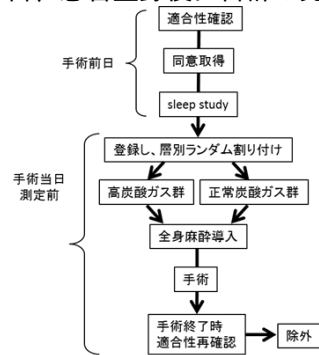 適合性確認
手術前日
同意取得
sleep study
登録し、層別ランダム割り付け
手術当日
測定前
高炭酸ガス群
正常炭酸ガス群
全身麻酔導入
手術
手術終了時
適合性再確認
除外